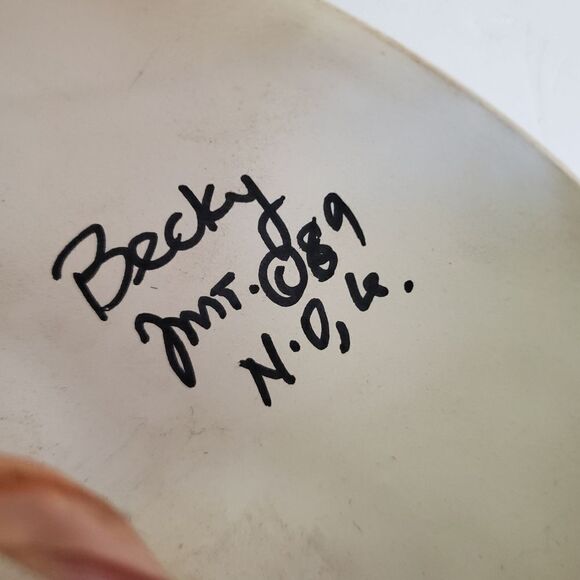 Becky
JMT. © 89
N.O, La.